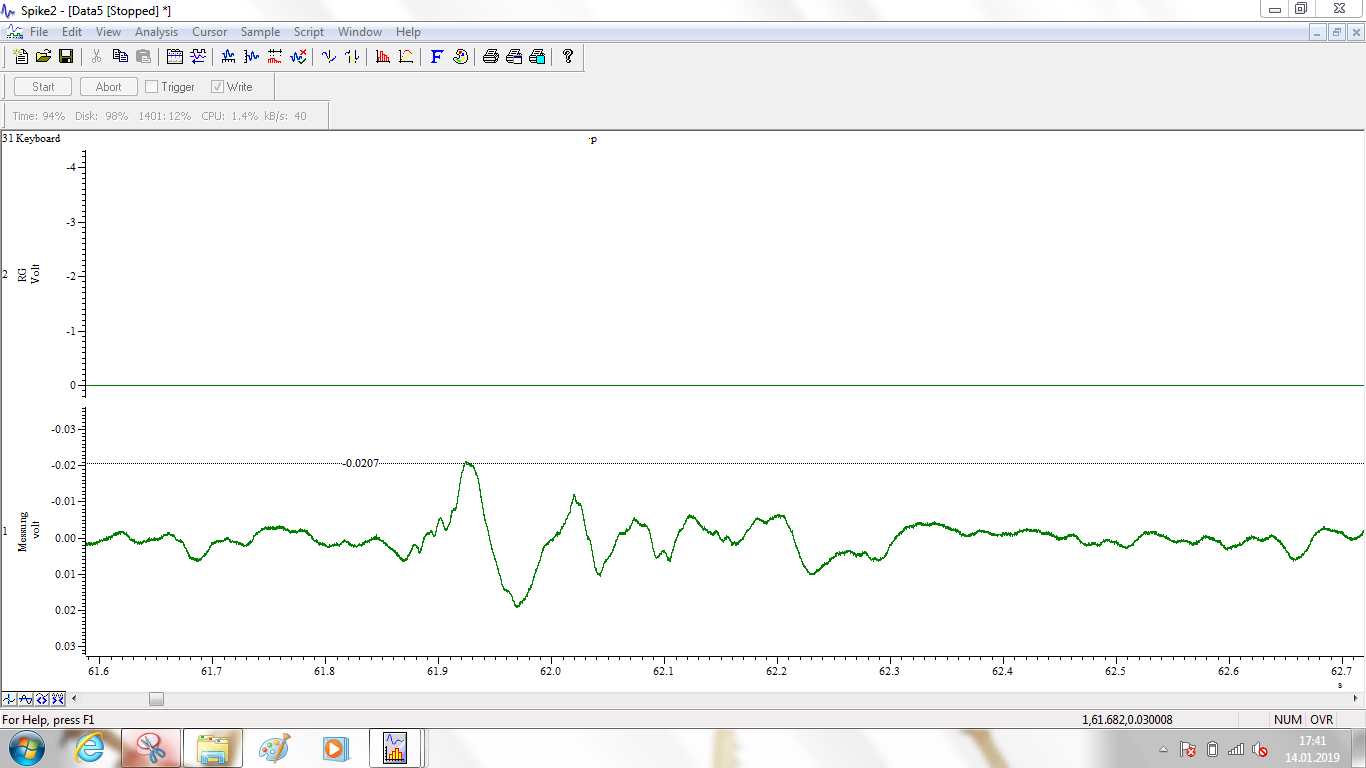 Spike2 - [Data5 [Stopped] *]
File Edit View Analysis Cursor Sample Script Window Help
Start Abort Trigger Write
Time: 94% Disk: 98% 1401: 12% CPU: 1.4% kB/s: 40
31 Keyboard
p
-4
-3
2 RG Volt
-2
-1
0
-0.03
-0.02
-0.0207
-0.01
1 Messung volt
0.00
0.01
0.02
0.03
61.6 61.7 61.8 61.9 62.0 62.1 62.2 62.3 62.4 62.5 62.6 62.7
s
For Help, press F1 1,61.682,0.030008 NUM OVR
17:41
14.01.2019